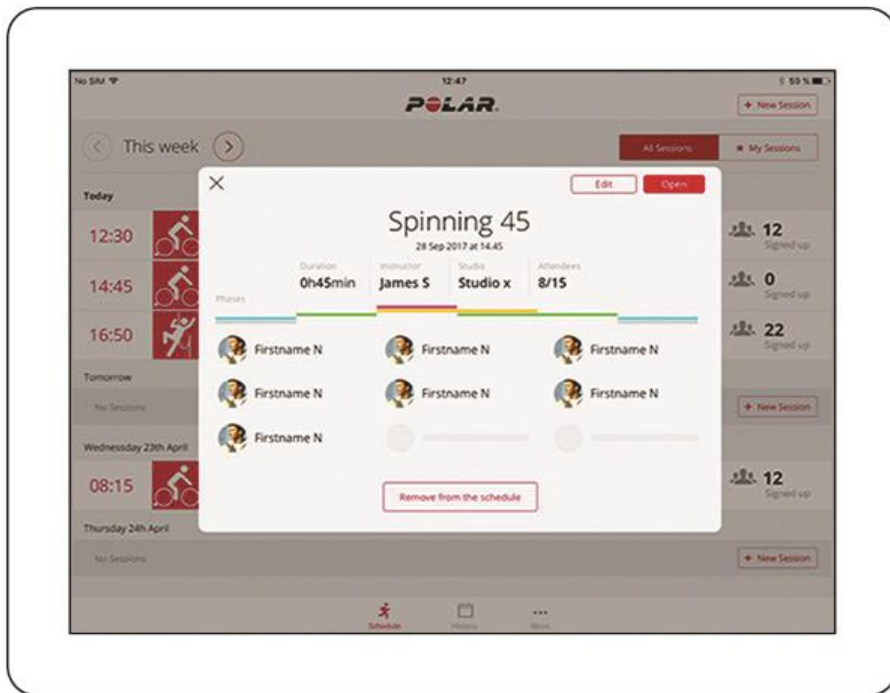 No SIM 12:47 59 %
POLAR.
+ New Session
This week
All Sessions ★ My Sessions
Today
Edit Open
Spinning 45
28 Sep 2017 at 14.45
12:30
12
Signed up
Duration Instructor Studio Attendees
0h45min James S Studio x 8/15
14:45
0
Signed up
Phases
16:50
22
Signed up
Firstname N Firstname N Firstname N
Tomorrow
Firstname N Firstname N Firstname N
No Sessions + New Session
Firstname N
Wednesday 23th April
08:15
12
Signed up
Remove from the schedule
Thursday 24h April
No Sessions + New Session
Schedule History More